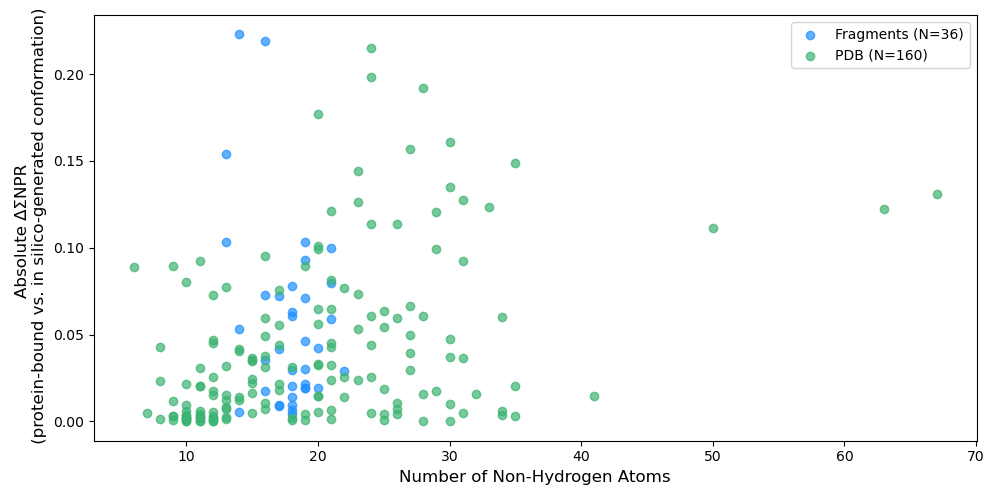 Absolute ΔΣNPR
(protein-bound vs. in silico-generated conformation)
0.20
0.15
0.10
0.05
0.00
Fragments (N=36)
PDB (N=160)
10 20 30 40 50 60 70
Number of Non-Hydrogen Atoms